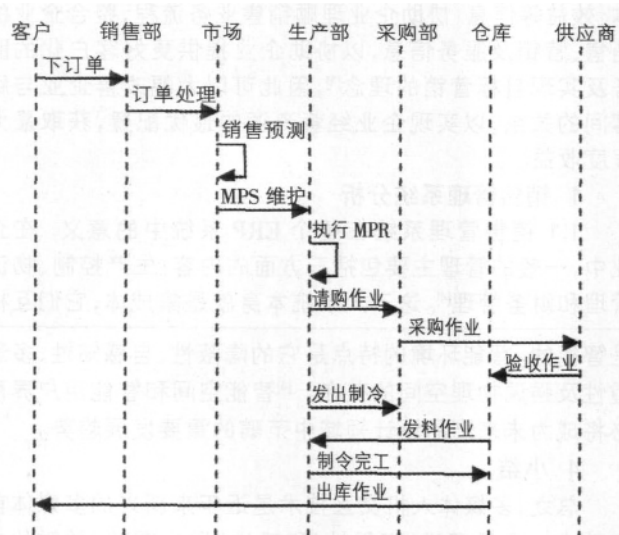 客户 销售部 市场 生产部 采购部 仓库 供应商
下订单
订单处理
销售预测
MPS 维护
执行 MPR
请购作业
采购作业
验收作业
发出制冷
发料作业
制令完工
出库作业